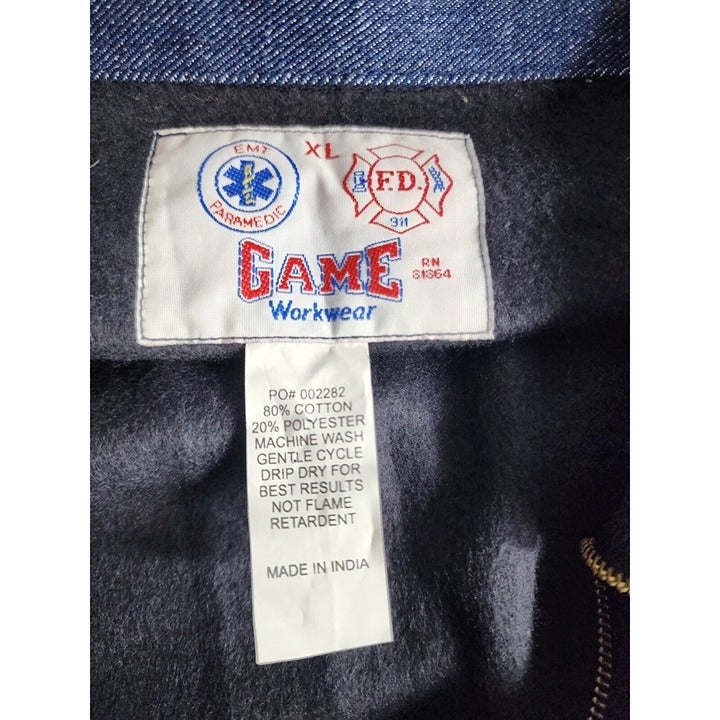 EMT
PARAMEDIC
XL
F.D.
911
GAME
Workwear
RN
81364
PO# 002282
80% COTTON
20% POLYESTER
MACHINE WASH
GENTLE CYCLE
DRIP DRY FOR
BEST RESULTS
NOT FLAME
RETARDENT
MADE IN INDIA